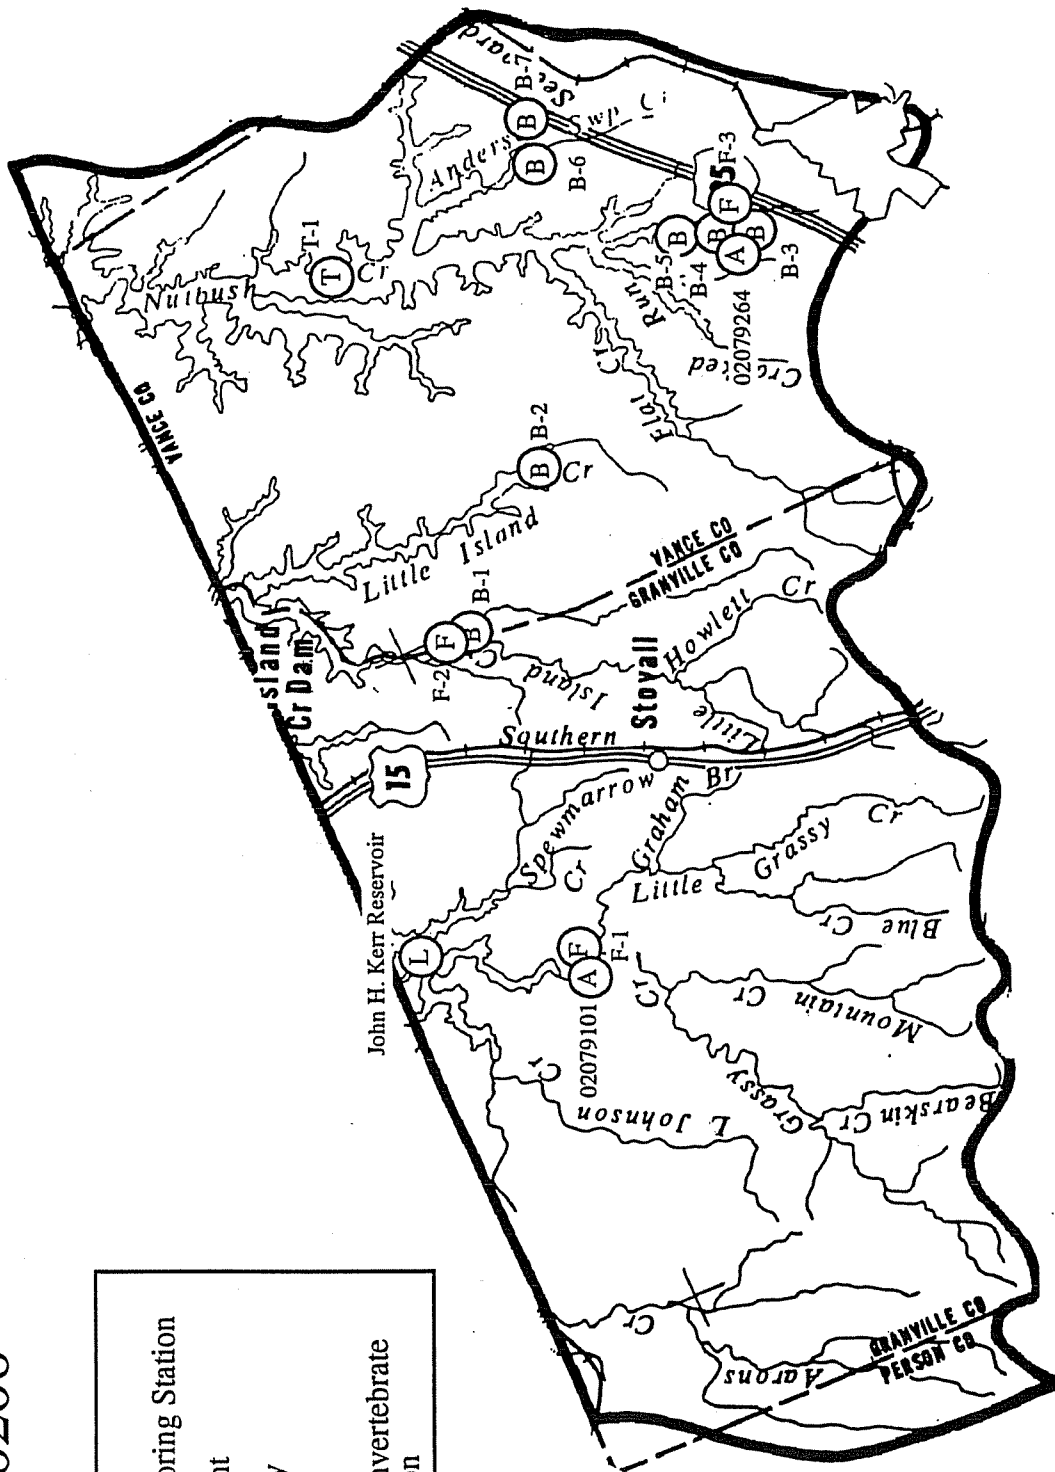 oring Station
nt
y
nvertebrate
on
VANCE CO
Nutbush
Cr
T
T-1
Anders
Swp Cr
B
B-7
B
B-6
B
B-5
B
B-4
B
B-3
F
F-3
A
02079264
Crooked
Run
Flat
Cr
B
B-2
Little Island
Cr
B
B-1
F
F-2
Cr
Island
Little
VANCE CO
GRANVILLE CO
Howlett
Cr
Stovall
Southern
Island
Cr Dam
15
John H. Kerr Reservoir
L
Spewmarrow
Cr
Graham
Br
Little
Grassy
Cr
Blue
Cr
F
F-1
A
02079101
Mountain
Cr
Grassy
Cr
Bearskin Cr
L Johnson
Cr
Aarons
Cr
GRANVILLE CO
PERSON CO